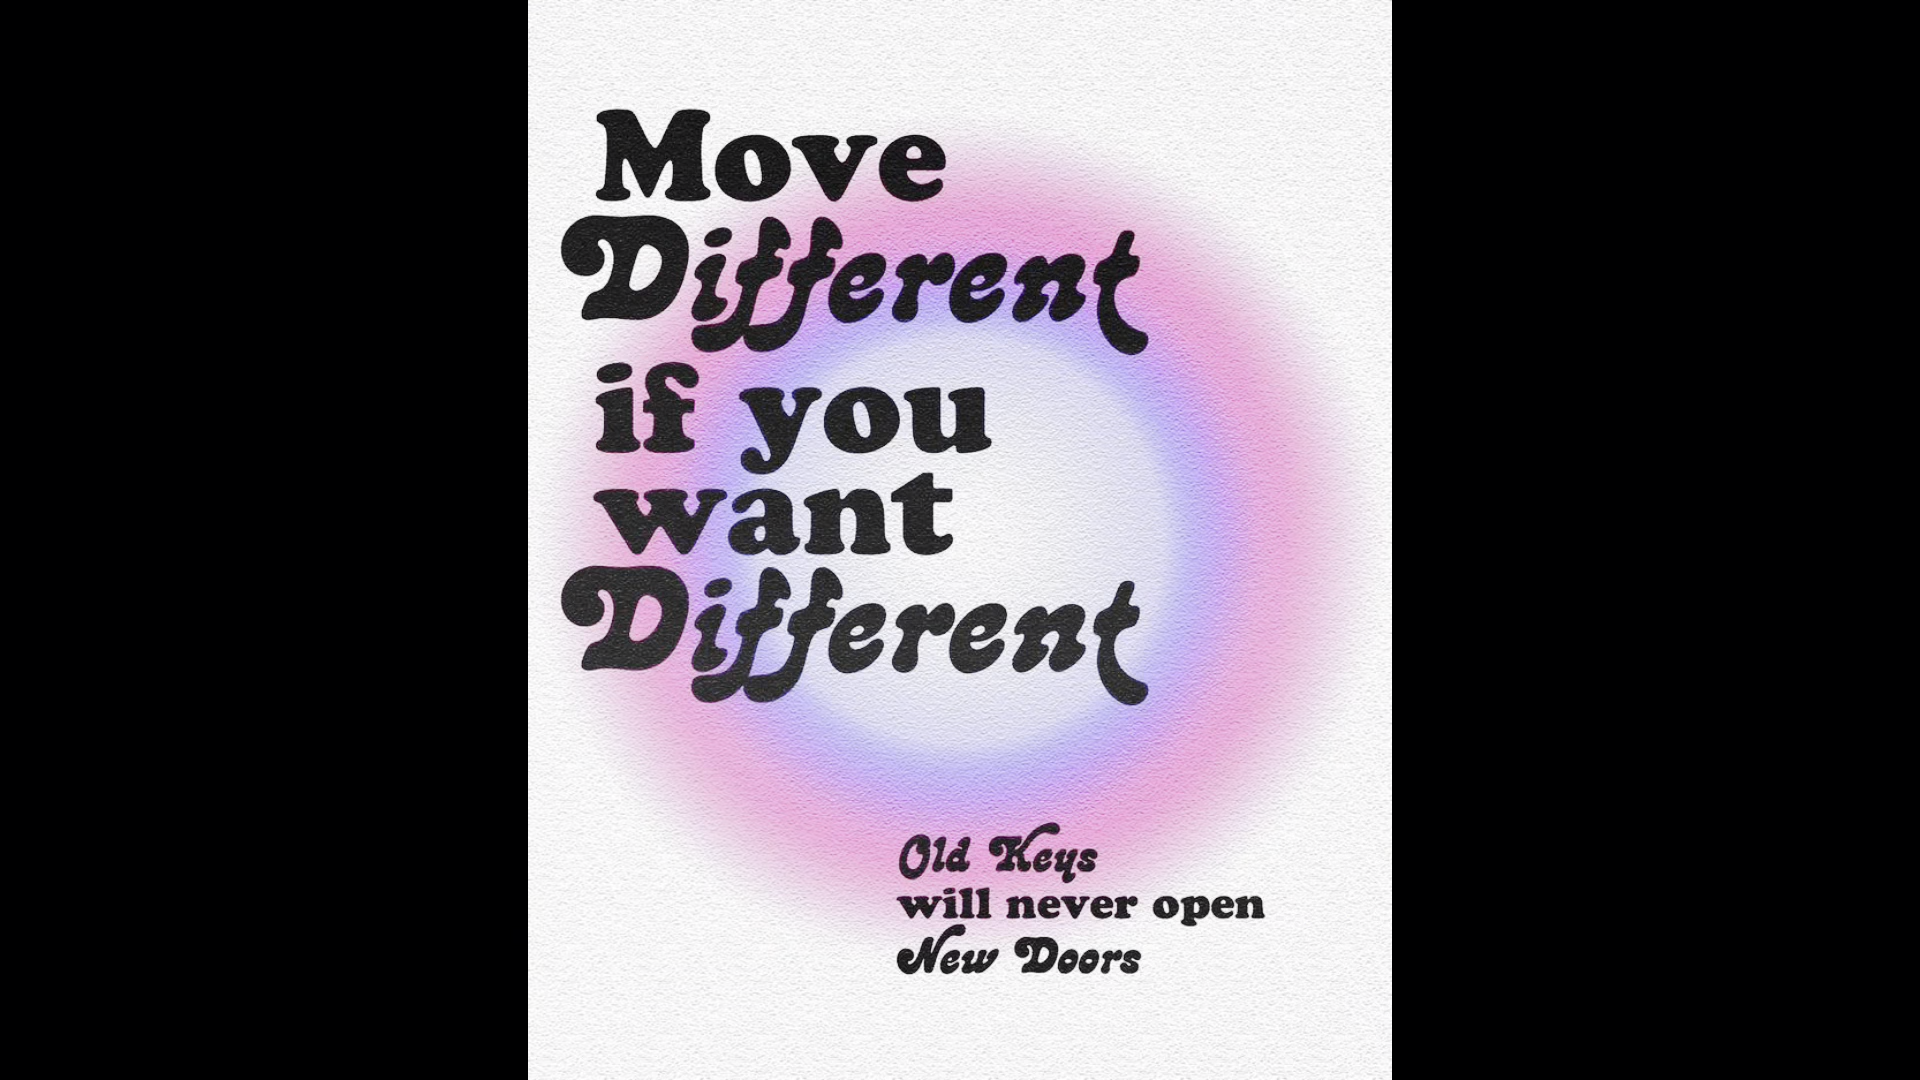 Move
Different
if you
want
Different
Old Keys
will never open
New Doors